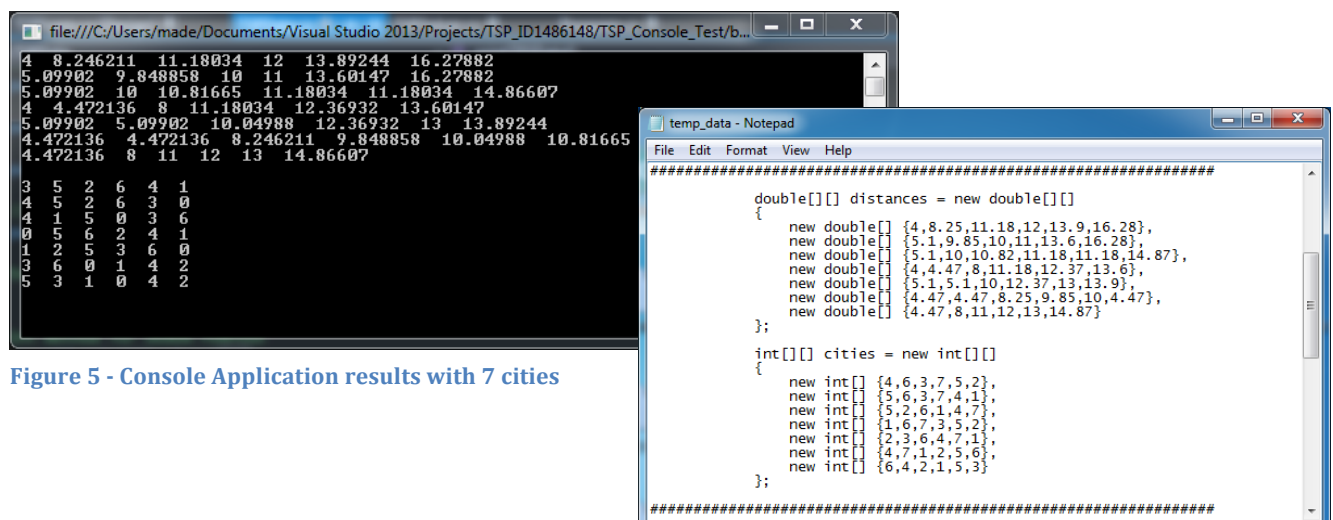 file:///C:/Users/made/Documents/Visual Studio 2013/Projects/TSP_ID1486148/TSP_Console_Test/b...
4 8.246211 11.18034 12 13.89244 16.27882
5.09902 9.848858 10 11 13.60147 16.27882
5.09902 10 10.81665 11.18034 11.18034 14.86607
4 4.472136 8 11.18034 12.36932 13.60147
5.09902 5.09902 10.04988 12.36932 13 13.89244
4.472136 4.472136 8.246211 9.848858 10.04988 10.81665
4.472136 8 11 12 13 14.86607
3 5 2 6 4 1
4 5 2 6 3 0
4 1 5 0 3 6
0 5 6 2 4 1
1 2 5 3 6 0
3 6 0 1 4 2
5 3 1 0 4 2
Figure 5 - Console Application results with 7 cities
temp_data - Notepad
File Edit Format View Help
#################################################################
double[][] distances = new double[][]
{
new double[] {4,8.25,11.18,12,13.9,16.28},
new double[] {5.1,9.85,10,11,13.6,16.28},
new double[] {5.1,10,10.82,11.18,11.18,14.87},
new double[] {4,4.47,8,11.18,12.37,13.6},
new double[] {5.1,5.1,10,12.37,13,13.9},
new double[] {4.47,4.47,8.25,9.85,10,4.47},
new double[] {4.47,8,11,12,13,14.87}
};
int[][] cities = new int[][]
{
new int[] {4,6,3,7,5,2},
new int[] {5,6,3,7,4,1},
new int[] {5,2,6,1,4,7},
new int[] {1,6,7,3,5,2},
new int[] {2,3,6,4,7,1},
new int[] {4,7,1,2,5,6},
new int[] {6,4,2,1,5,3}
};
#################################################################